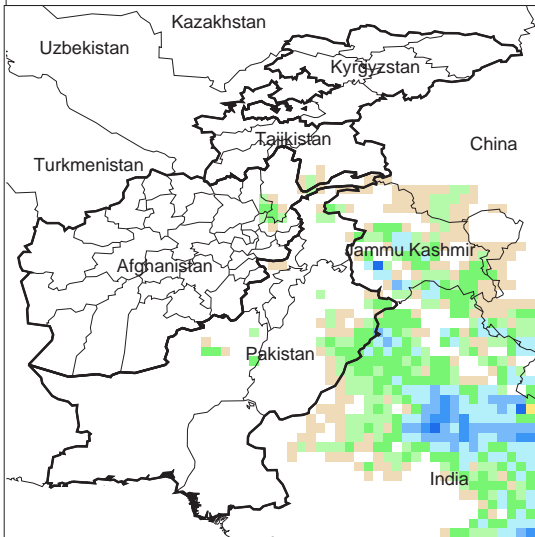 Kazakhstan
Uzbekistan
Kyrgyzstan
Tajikistan
China
Turkmenistan
Jammu Kashmir
Afghanistan
Pakistan
India